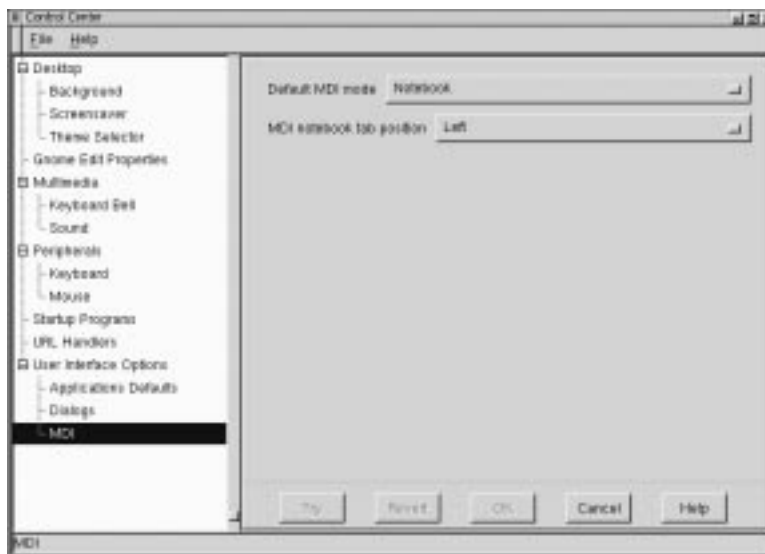 Control Center
File Help
Desktop
Background
Screensaver
Theme Selector
Gnome Edit Properties
Multimedia
Keyboard Bell
Sound
Peripherals
Keyboard
Mouse
Startup Programs
URL Handlers
User Interface Options
Applications Defaults
Dialogs
MDI
Default MDI mode Notebook
MDI notebook tab position Left
Try Revert OK Cancel Help
MDI